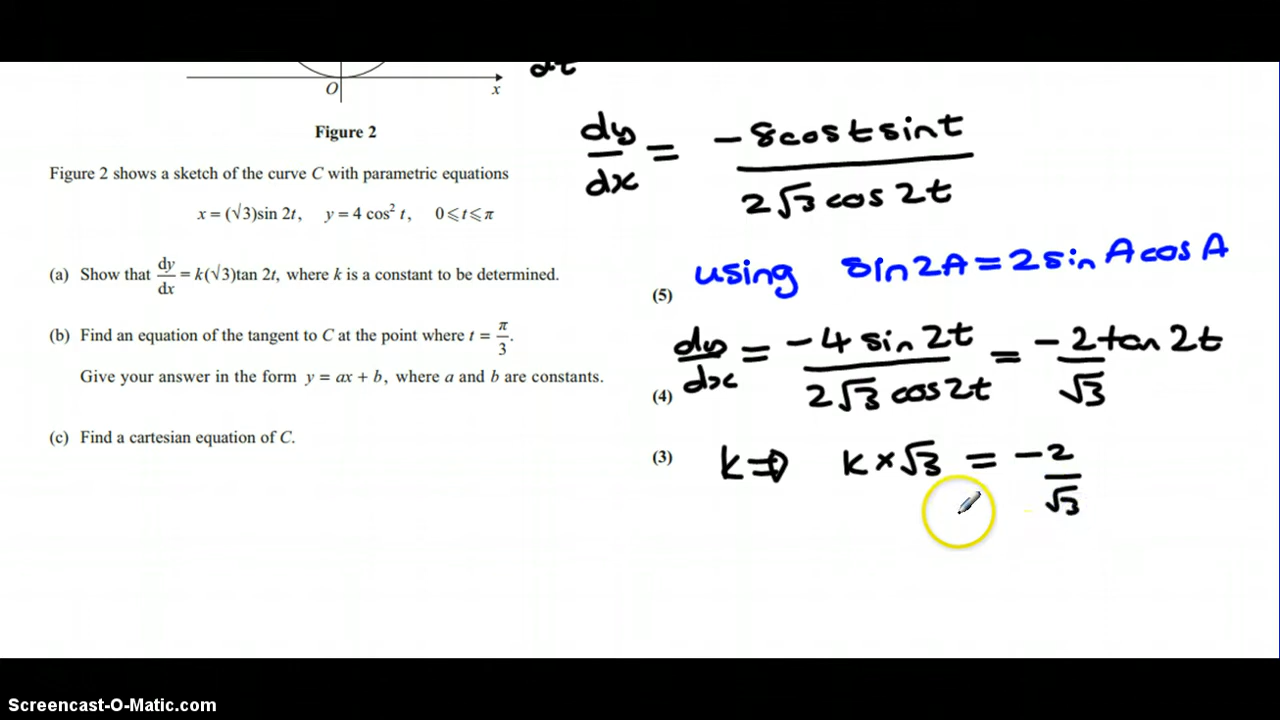 dt
O
x
Figure 2
Figure 2 shows a sketch of the curve C with parametric equations
x = (√3)sin 2t, y = 4 cos² t, 0⩽t⩽π
(a) Show that dy/dx = k(√3)tan 2t, where k is a constant to be determined.
(5)
(b) Find an equation of the tangent to C at the point where t = π/3.
Give your answer in the form y = ax + b, where a and b are constants.
(4)
(c) Find a cartesian equation of C.
(3)
dy/dx = -8cos t sin t / 2√3 cos 2t
using sin2A = 2sinAcosA
dy/dx = -4 sin 2t / 2√3 cos 2t = -2/√3 tan 2t
k ⇒ k×√3 = -2/√3
Screencast-O-Matic.com